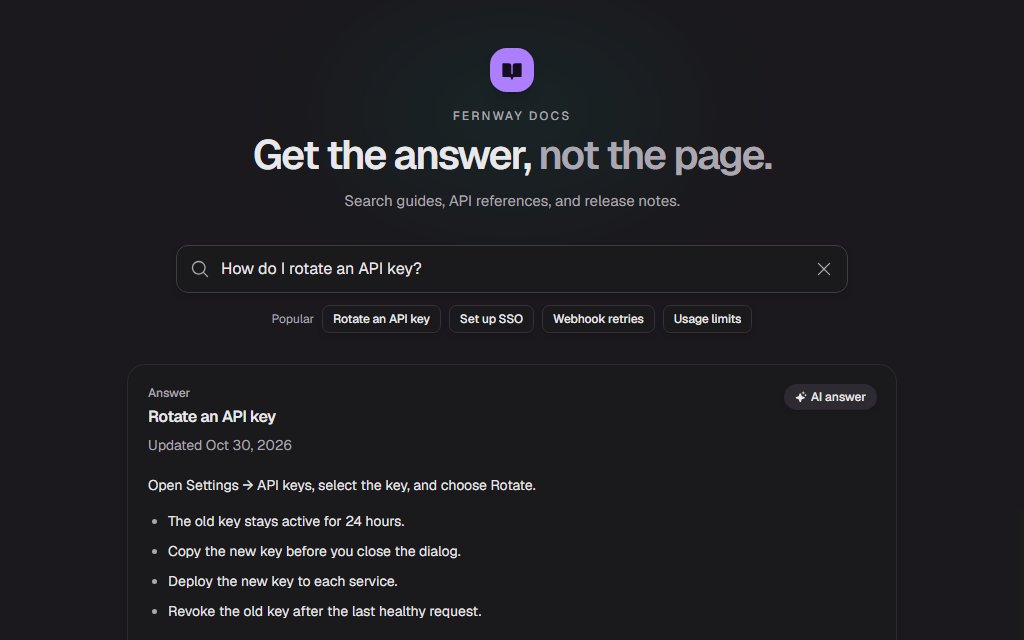 FERNWAY DOCS
Get the answer, not the page.
Search guides, API references, and release notes.
How do I rotate an API key?
Popular Rotate an API key Set up SSO Webhook retries Usage limits
Answer
AI answer
Rotate an API key
Updated Oct 30, 2026
Open Settings → API keys, select the key, and choose Rotate.
• The old key stays active for 24 hours.
• Copy the new key before you close the dialog.
• Deploy the new key to each service.
• Revoke the old key after the last healthy request.